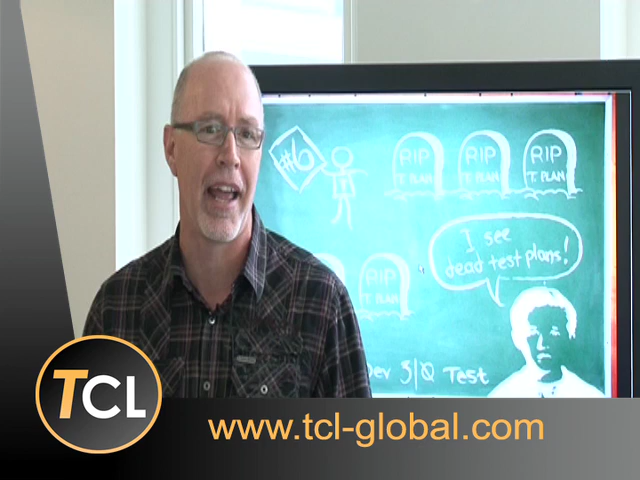 #6
RIP
T. PLAN
RIP
T. PLAN
RIP
T. PLAN
I see
dead test plans!
RIP
T. PLAN
Dev S|Q Test
TCL
www.tcl-global.com